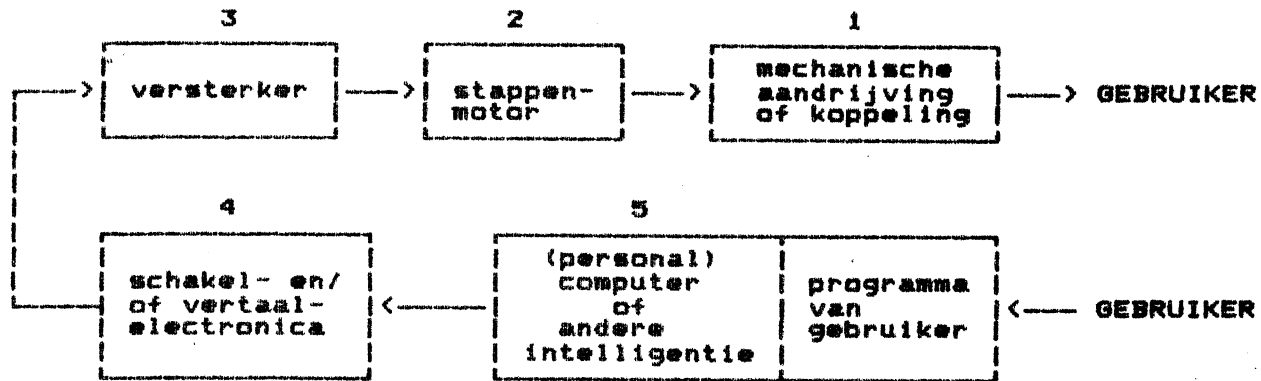 3
2
1
versterker
stappen-
motor
mechanische
aandrijving
of koppeling
GEBRUIKER
4
5
schakel- en/
of vertaal-
electronica
(personal)
computer
of
andere
intelligentie
programma
van
gebruiker
GEBRUIKER